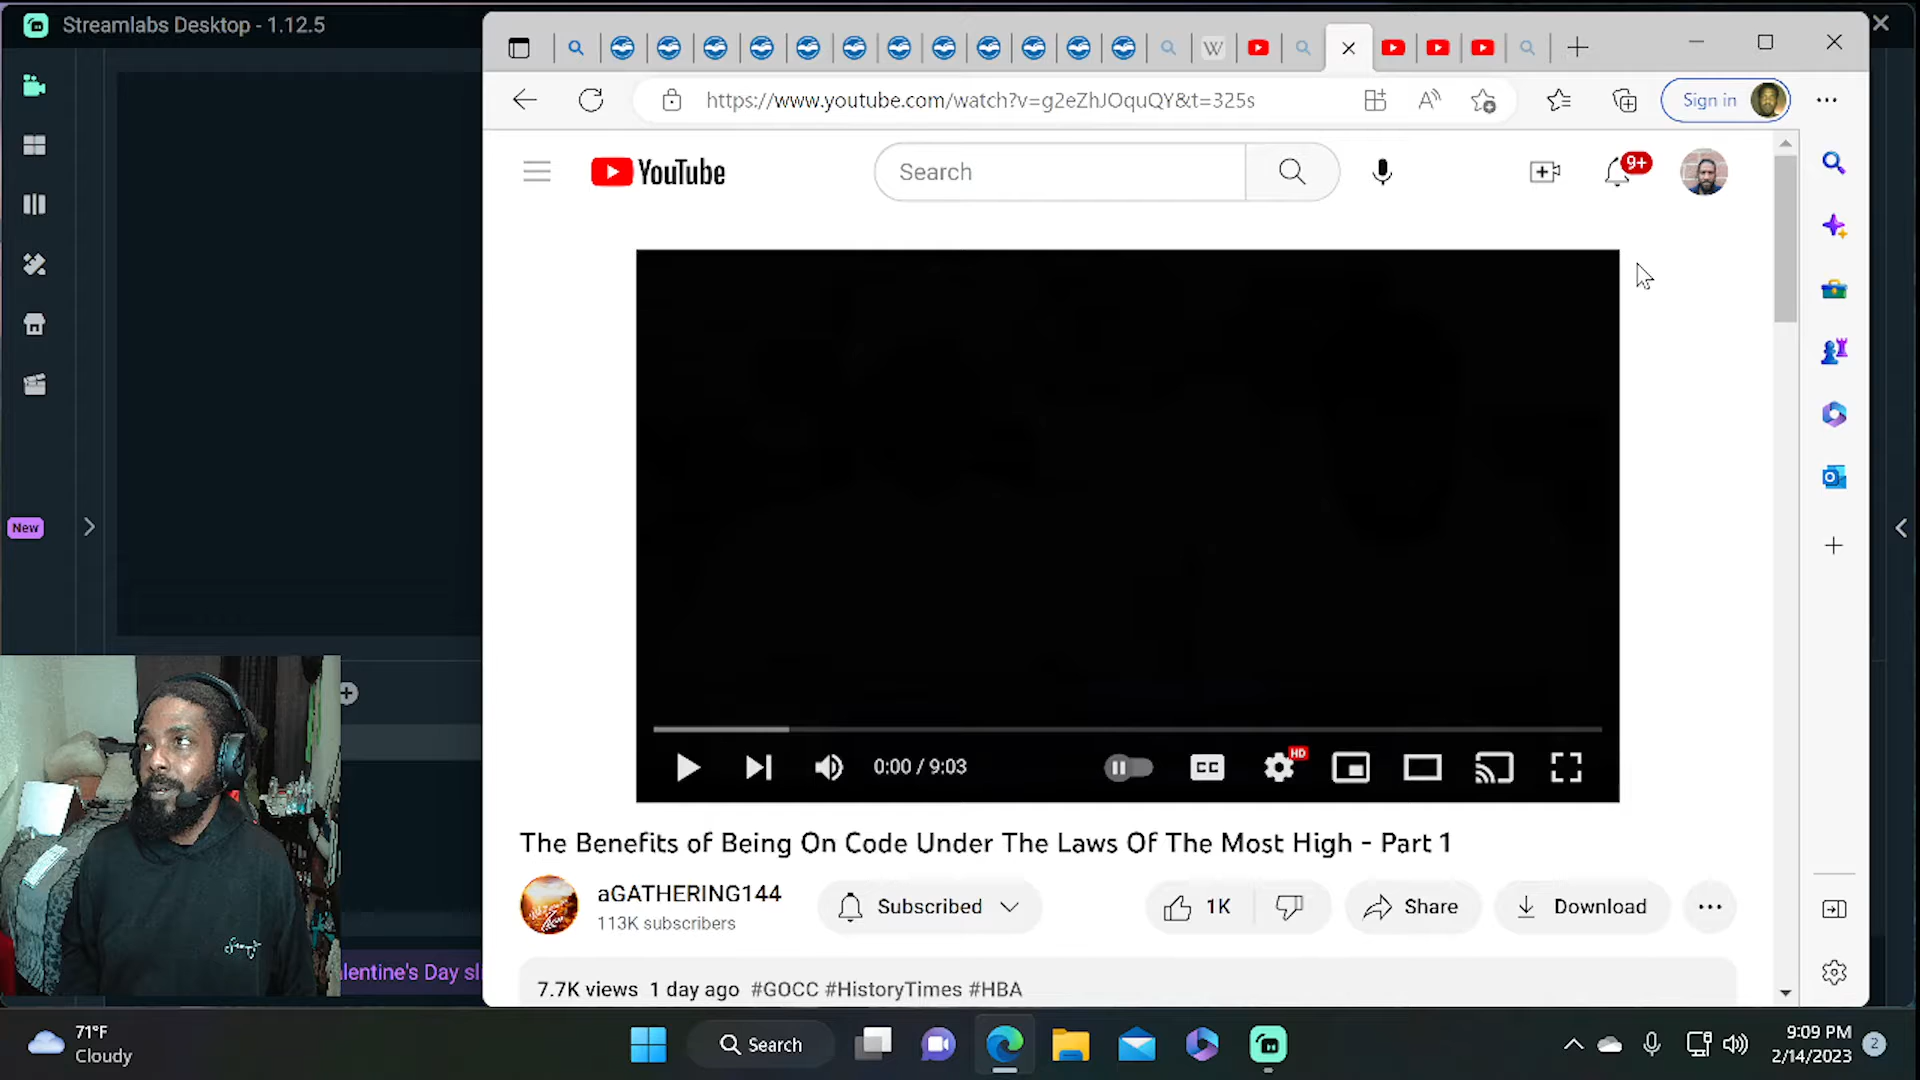 Streamlabs Desktop - 1.12.5
https://www.youtube.com/watch?v=g2eZhJOquQY&t=325s
Sign in
YouTube
Search
9+
New
0:00 / 9:03
CC
HD
The Benefits of Being On Code Under The Laws Of The Most High - Part 1
aGATHERING144
113K subscribers
Subscribed
1K
Share
Download
lentine's Day sl
7.7K views 1 day ago #GOCC #HistoryTimes #HBA
71°F
Cloudy
Search
9:09 PM
2/14/2023
2